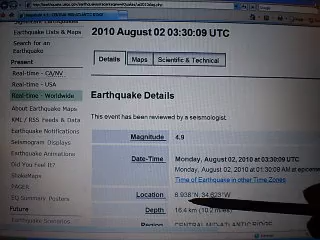 2010 August 02 03:30:09 UTC
Earthquake Lists & Maps
Search for an
Earthquake
Present
Real-time - CA/NV
Real-time - USA
Real-time - Worldwide
About Earthquake Maps
KML / RSS Feeds & Data
Earthquake Notifications
Seismogram Displays
Earthquake Animations
Did You Feel It?
ShakeMaps
PAGER
EQ Summary Posters
Future
Earthquake Scenarios
Details Maps Scientific & Technical
Earthquake Details
This event has been reviewed by a seismologist.
Magnitude 4.9
Date-Time Monday, August 02, 2010 at 03:30:09 UTC
Monday, August 02, 2010 at 01:30:09 AM at epicenter
Time of Earthquake in other Time Zones
Location 6.938°N, 34.623°W
Depth 16.4 km (10.2 miles)
Region CENTRAL MID-ATLANTIC RIDGE